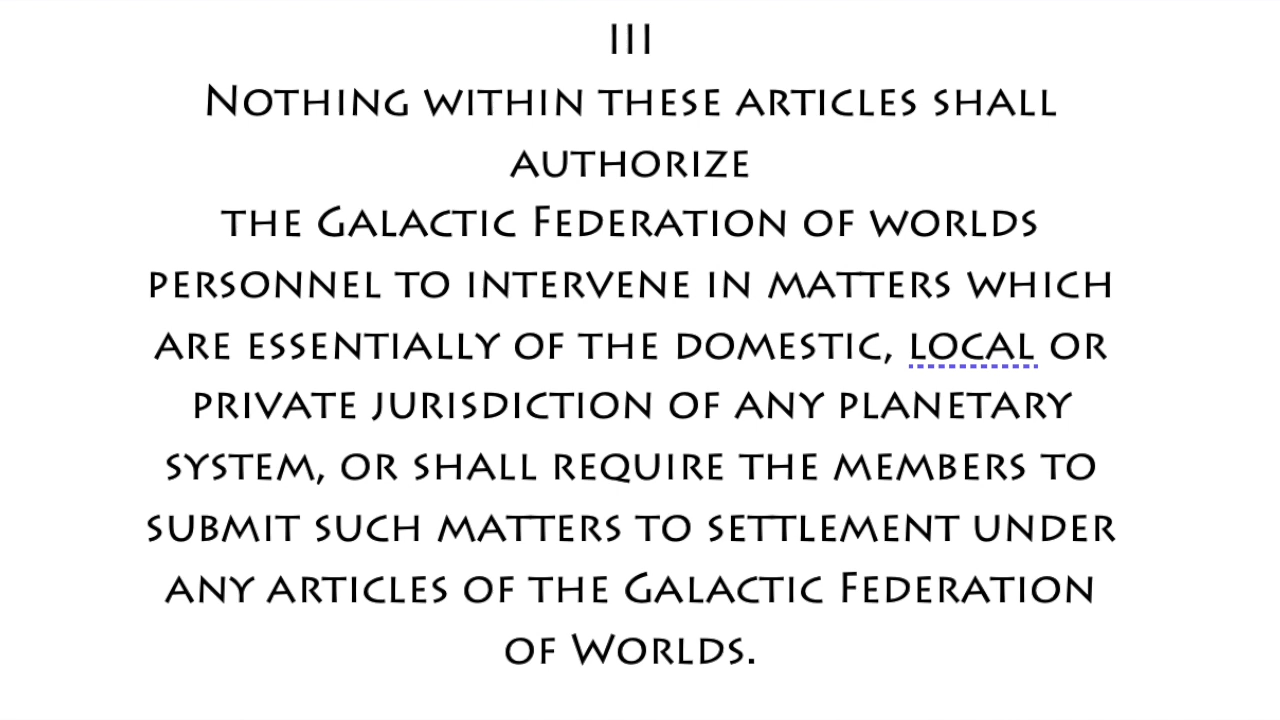 III
Nothing within these articles shall
authorize
the Galactic Federation of worlds
personnel to intervene in matters which
are essentially of the domestic, local or
private jurisdiction of any planetary
system, or shall require the members to
submit such matters to settlement under
any articles of the Galactic Federation
of Worlds.